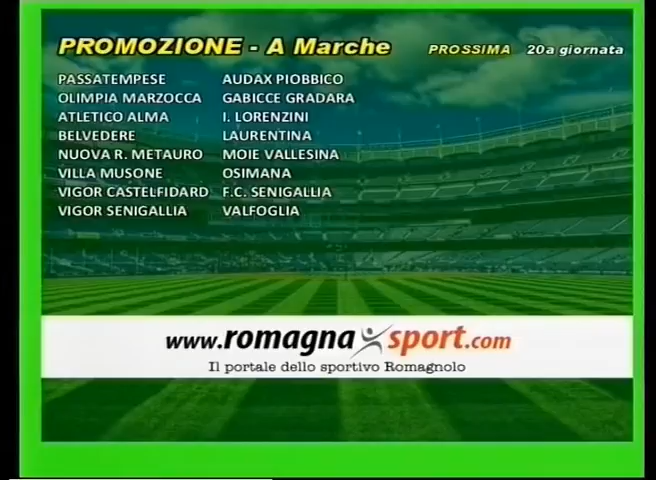 PROMOZIONE - A Marche PROSSIMA 20a giornata
PASSATEMPESE AUDAX PIOBBICO
OLIMPIA MARZOCCA GABICCE GRADARA
ATLETICO ALMA I. LORENZINI
BELVEDERE LAURENTINA
NUOVA R. METAURO MOIE VALLESINA
VILLA MUSONE OSIMANA
VIGOR CASTELFIDARD F.C. SENIGALLIA
VIGOR SENIGALLIA VALFOGLIA
www.romagnasport.com
Il portale dello sportivo Romagnolo